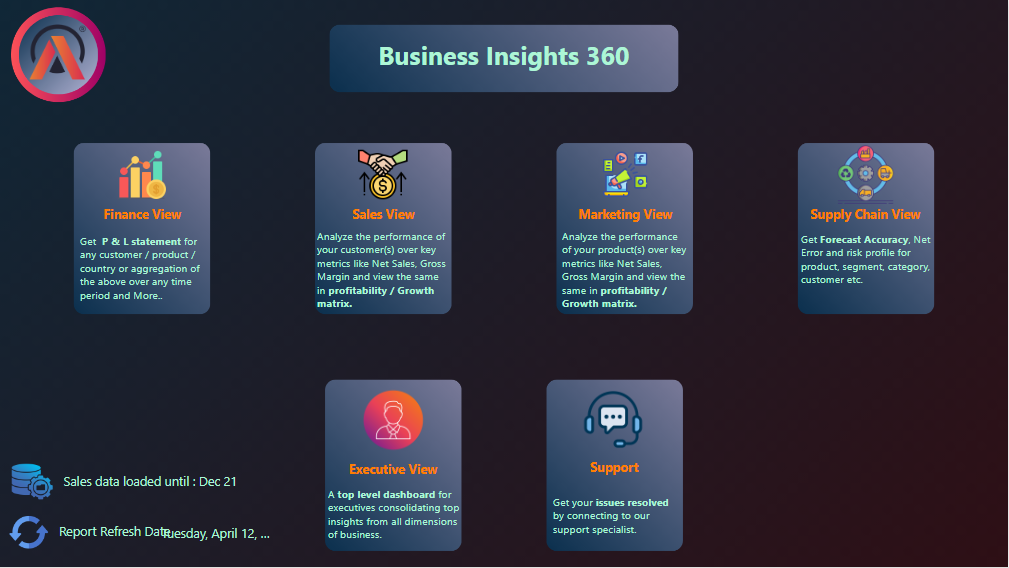 Business Insights 360
Finance View
Get P & L statement for
any customer / product /
country or aggregation of
the above over any time
period and More..
Sales View
Analyze the performance of
your customer(s) over key
metrics like Net Sales, Gross
Margin and view the same
in profitability / Growth
matrix.
Marketing View
Analyze the performance
of your product(s) over key
metrics like Net Sales,
Gross Margin and view the
same in profitability /
Growth matrix.
Supply Chain View
Get Forecast Accuracy, Net
Error and risk profile for
product, segment, category,
customer etc.
Executive View
A top level dashboard for
executives consolidating top
insights from all dimensions
of business.
Support
Get your issues resolved
by connecting to our
support specialist.
Sales data loaded until : Dec 21
Report Refresh Date Tuesday, April 12, ...